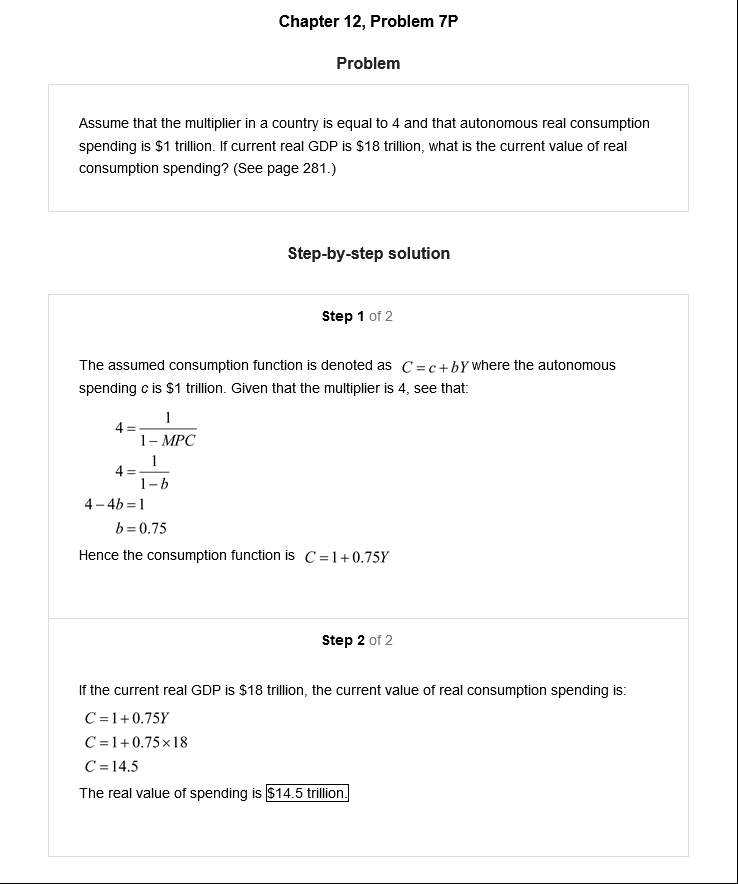 Chapter 12, Problem 7P
Problem
Assume that the multiplier in a country is equal to 4 and that autonomous real consumption
spending is $1 trillion. If current real GDP is $18 trillion, what is the current value of real
consumption spending? (See page 281.)
Step-by-step solution
Step 1 of 2
The assumed consumption function is denoted as C = c + bY where the autonomous
spending c is $1 trillion. Given that the multiplier is 4, see that:
4 = 1 / (1 − MPC)
4 = 1 / (1 − b)
4 − 4b = 1
b = 0.75
Hence the consumption function is C = 1 + 0.75Y
Step 2 of 2
If the current real GDP is $18 trillion, the current value of real consumption spending is:
C = 1 + 0.75Y
C = 1 + 0.75 × 18
C = 14.5
The real value of spending is $14.5 trillion.